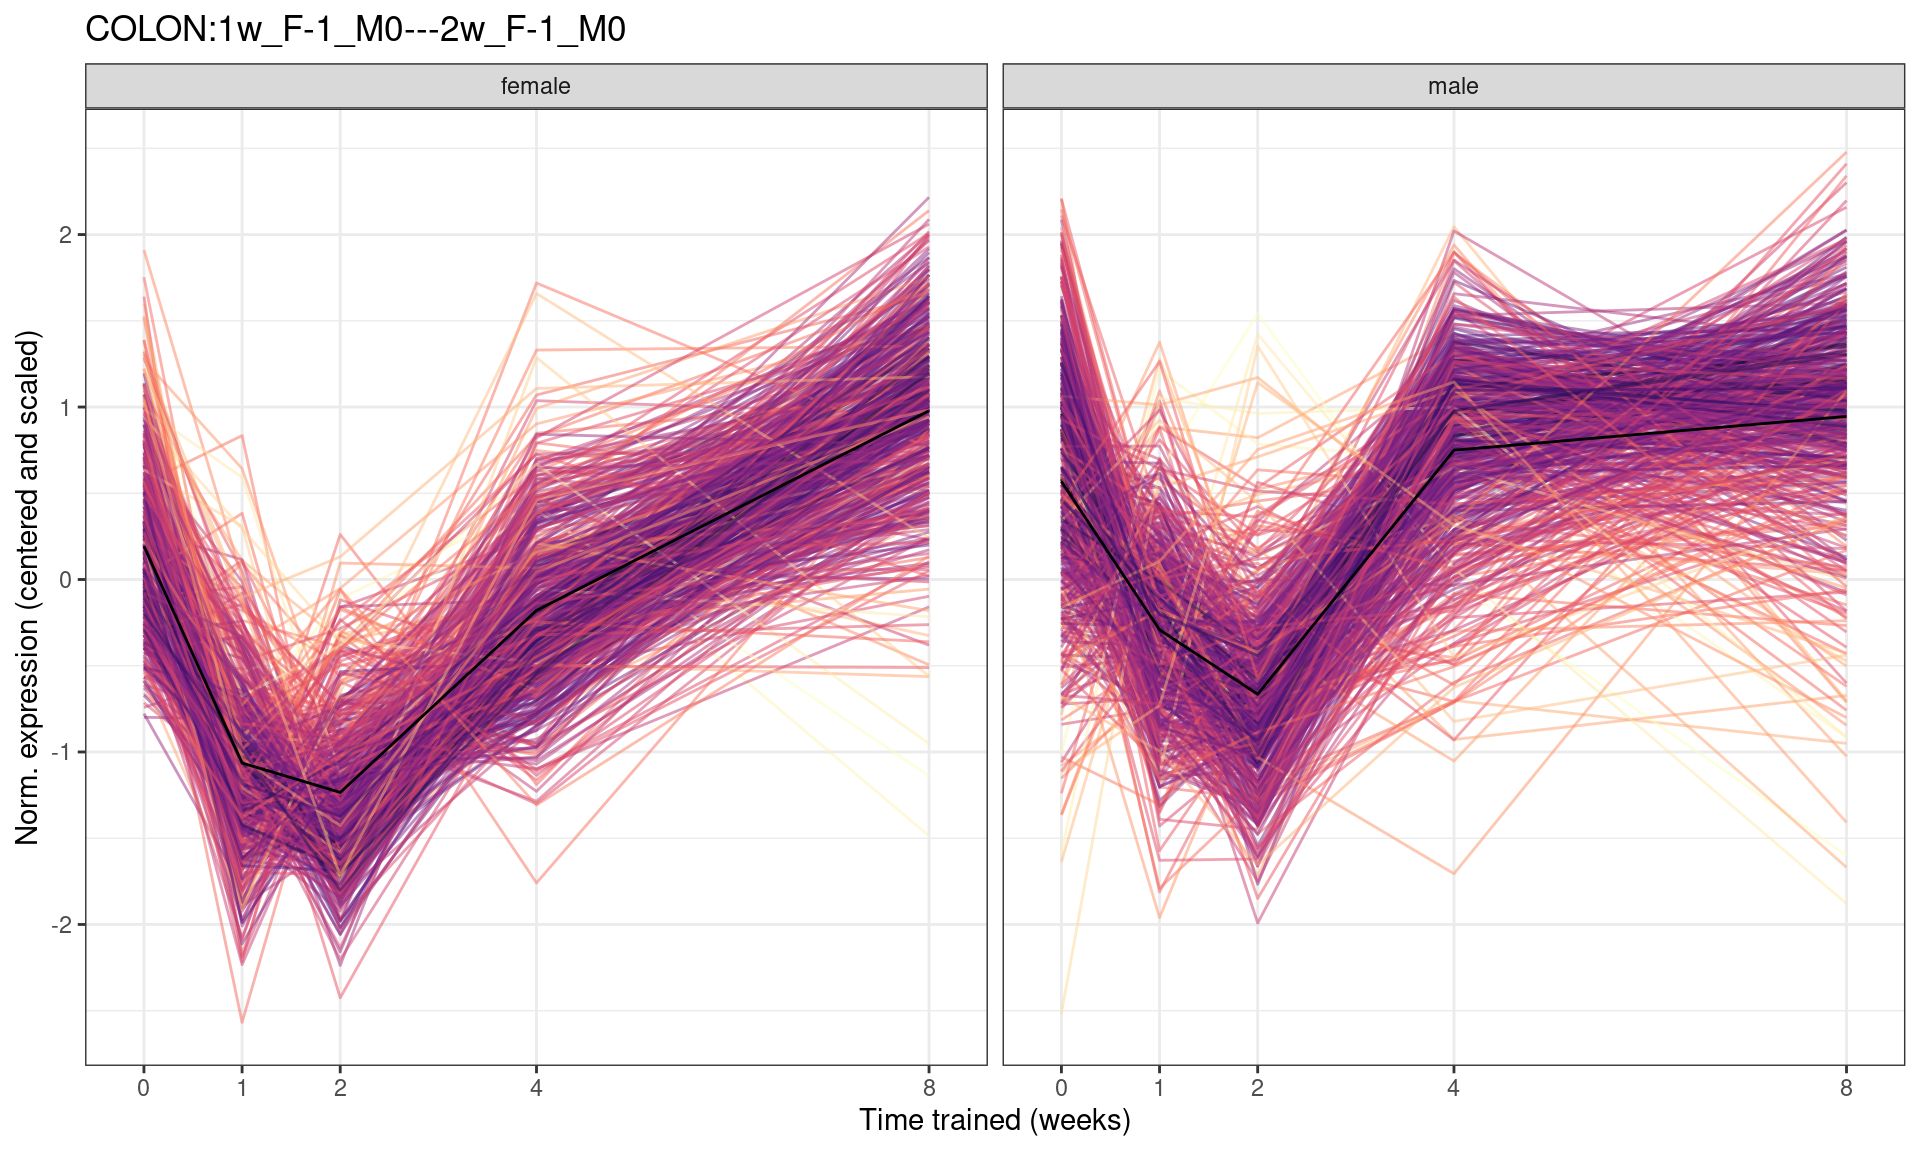 COLON:1w_F-1_M0---2w_F-1_M0
female
male
Norm. expression (centered and scaled)
2
1
0
-1
-2
0 1 2 4 8
0 1 2 4 8
Time trained (weeks)